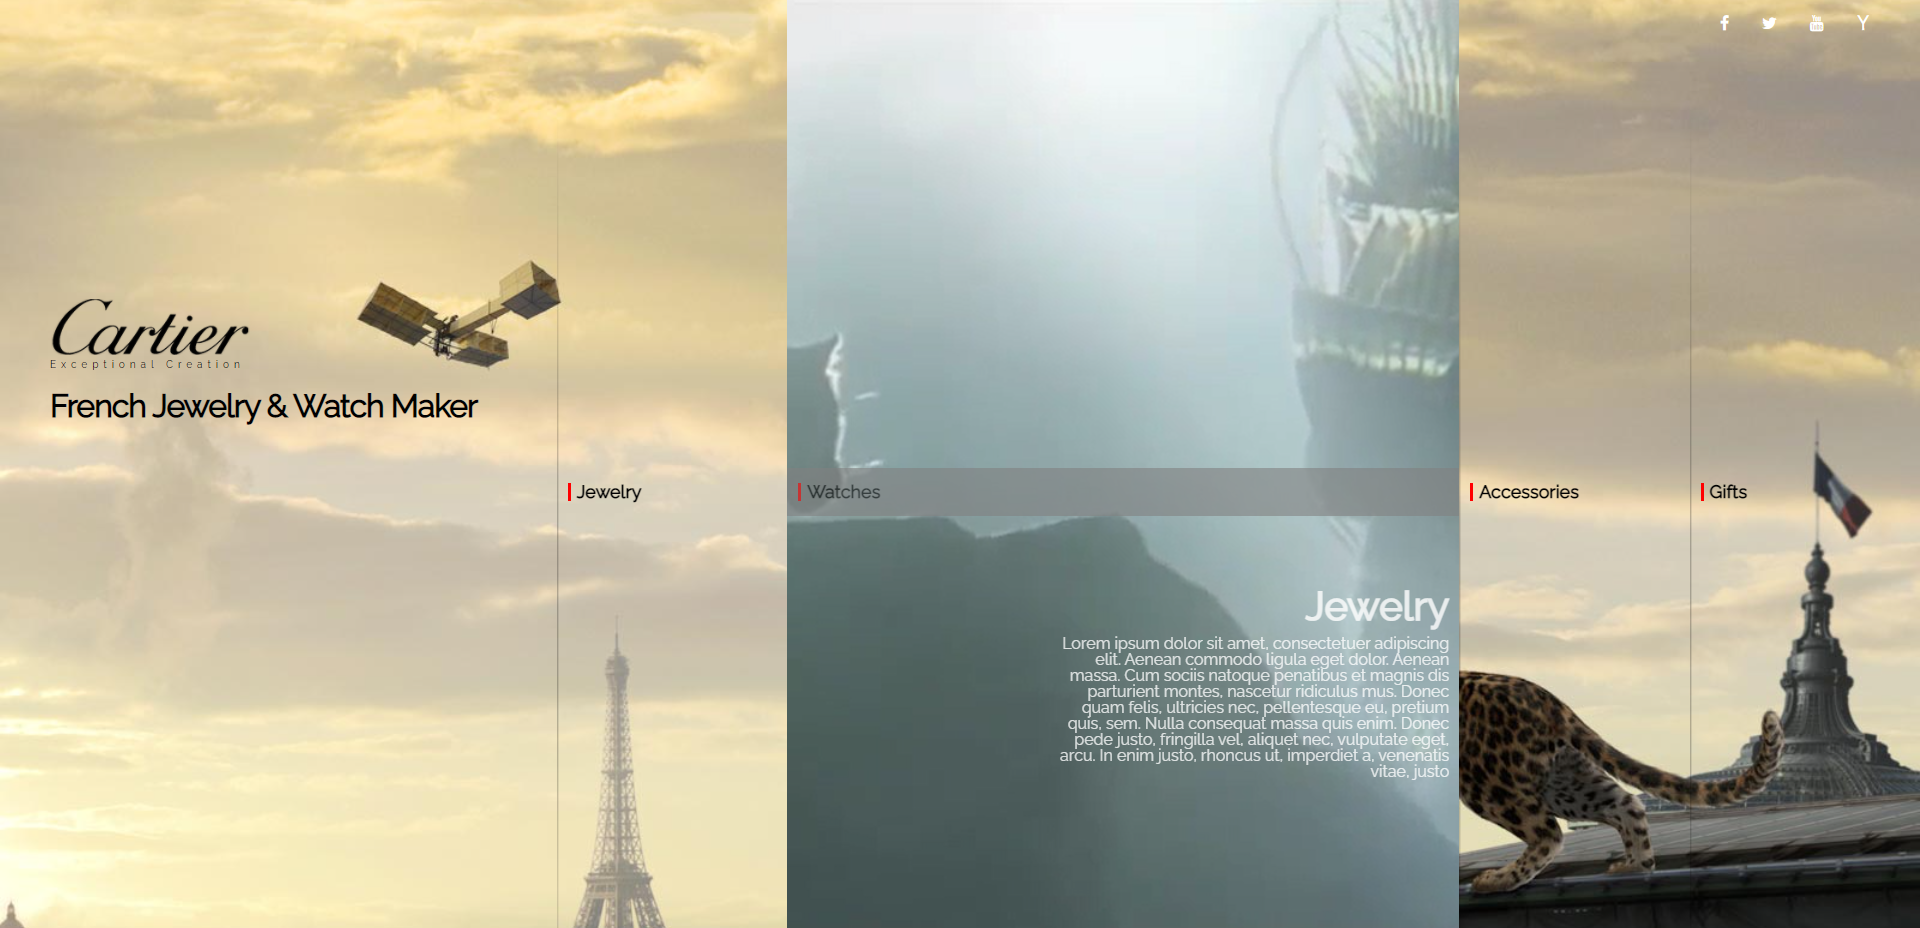 Cartier
Exceptional Creation
French Jewelry & Watch Maker
Jewelry
Watches
Accessories
Gifts
Jewelry
Lorem ipsum dolor sit amet, consectetuer adipiscing
elit. Aenean commodo ligula eget dolor. Aenean
massa. Cum sociis natoque penatibus et magnis dis
parturient montes, nascetur ridiculus mus. Donec
quam felis, ultricies nec, pellentesque eu, pretium
quis, sem. Nulla consequat massa quis enim. Donec
pede justo, fringilla vel, aliquet nec, vulputate eget,
arcu. In enim justo, rhoncus ut, imperdiet a, venenatis
vitae, justo